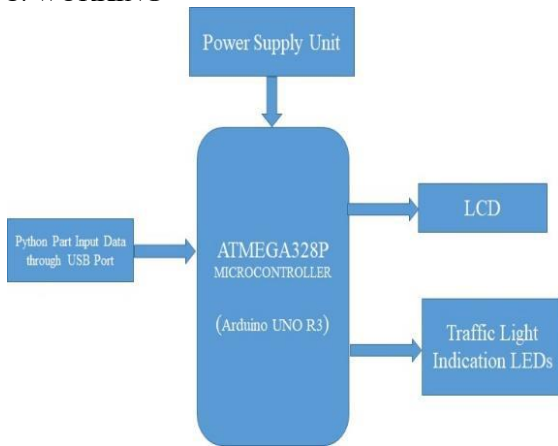 Power Supply Unit
Python Part Input Data
through USB Port
ATMEGA328P
MICROCONTROLLER
(Arduino UNO R3)
LCD
Traffic Light
Indication LEDs